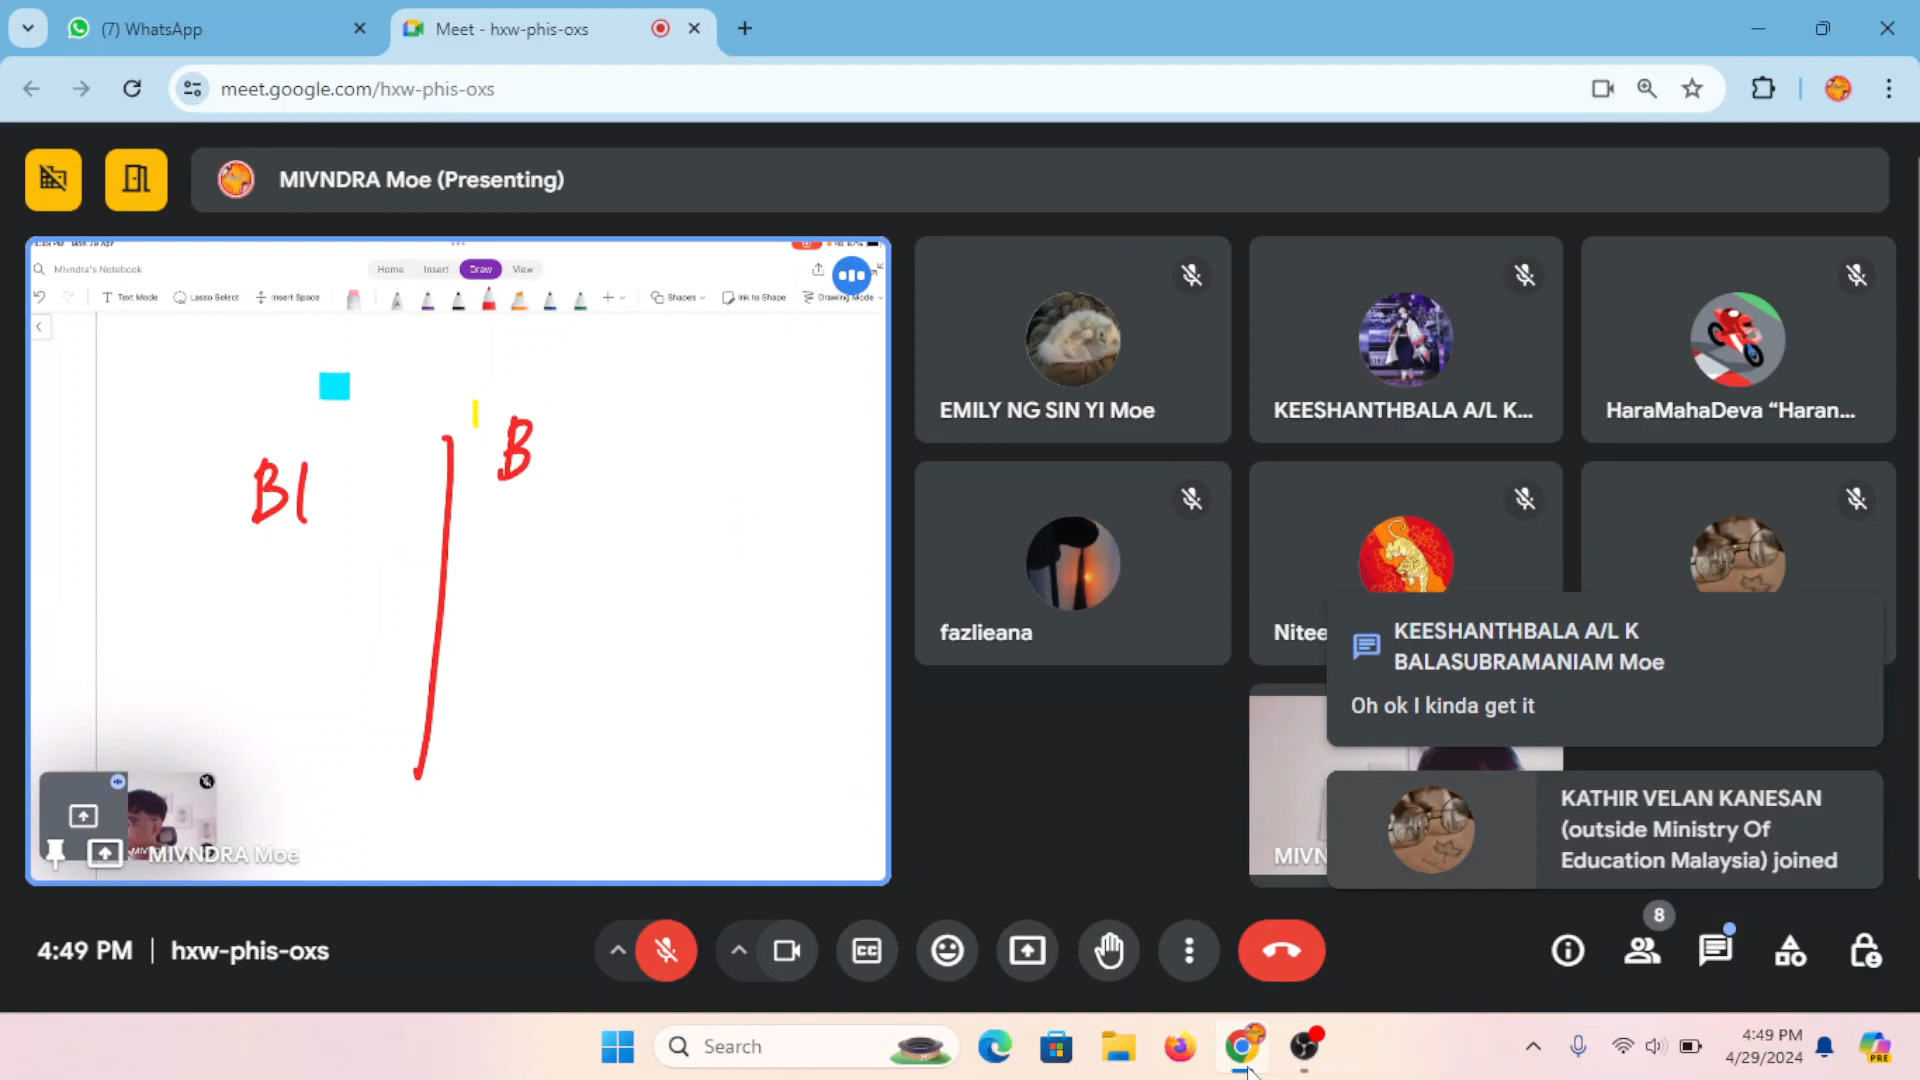 (7) WhatsApp
Meet - hxw-phis-oxs
meet.google.com/hxw-phis-oxs
MIVNDRA Moe (Presenting)
Mivndra's Notebook
Home Insert Draw View
Text Mode Lasso Select Insert Space Shapes Ink to Shape Drawing Mode
B1
B
MIVNDRA Moe
EMILY NG SIN YI Moe
KEESHANTHBALA A/L K...
HaraMahaDeva “Haran...
fazlieana
Nitee
MIVN
KEESHANTHBALA A/L K
BALASUBRAMANIAM Moe
Oh ok I kinda get it
KATHIR VELAN KANESAN
(outside Ministry Of
Education Malaysia) joined
4:49 PM | hxw-phis-oxs
CC
8
Search
4:49 PM
4/29/2024
PRE